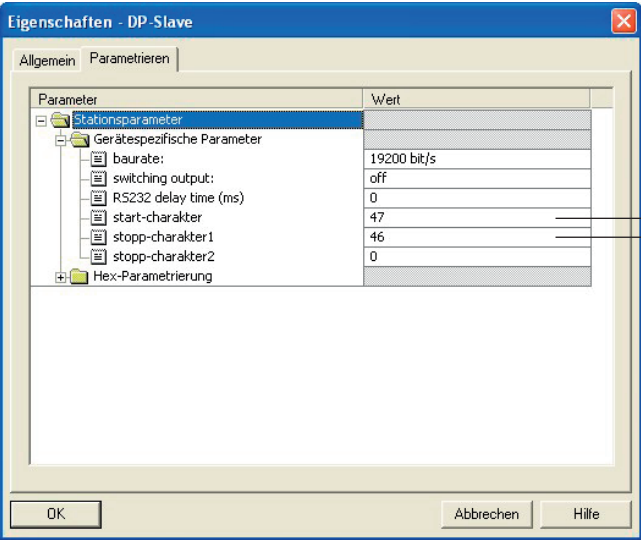 Eigenschaften - DP-Slave
Allgemein Parametrieren
Parameter Wert
Stationsparameter
Gerätespezifische Parameter
baurate: 19200 bit/s
switching output: off
RS232 delay time (ms) 0
start-charakter 47
stopp-charakter1 46
stopp-charakter2 0
Hex-Parametrierung
OK Abbrechen Hilfe